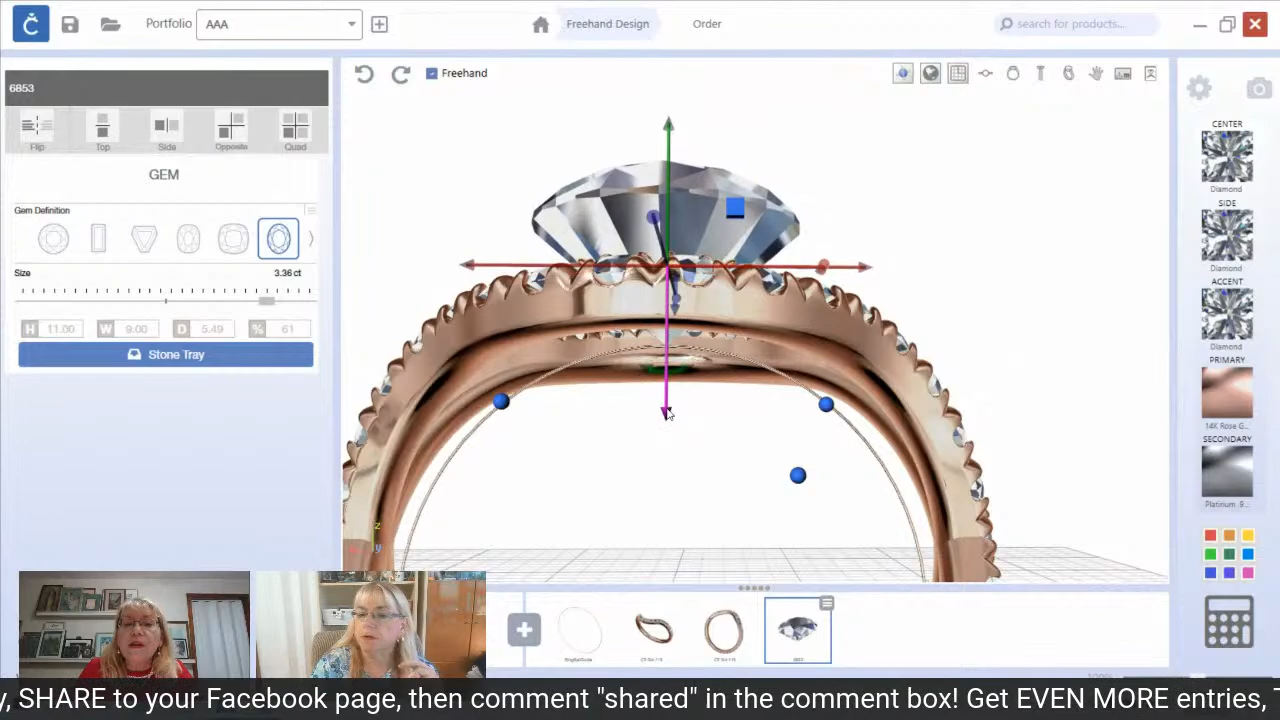 Č
Portfolio
AAA
Freehand Design
Order
search for products...
6853
Flip
Top
Side
Opposite
Quad
GEM
Gem Definition
Size
3.36 ct
H 11.00
W 9.00
D 5.49
% 61
Stone Tray
Freehand
CENTER
Diamond
SIDE
Diamond
ACCENT
Diamond
PRIMARY
14K Rose G...
SECONDARY
Platinum .9...
z
y
y, SHARE to your Facebook page, then comment "shared" in the comment box! Get EVEN MORE entries, T